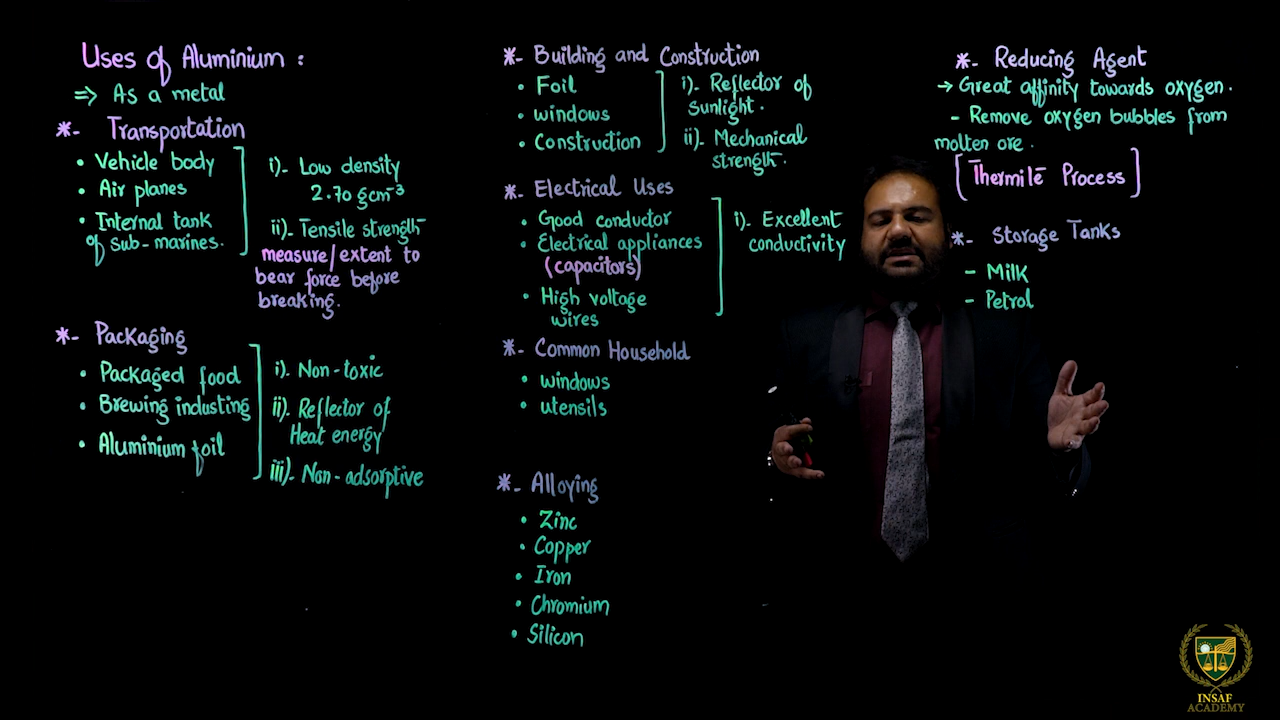 Uses of Aluminium :
⇒ As a metal
*- Transportation
• Vehicle body
• Air planes
• Internal tank
of sub-marines.
i)- Low density
2.70 gcm⁻³
ii)- Tensile strength
measure/extent to
bear force before
breaking.
*- Packaging
• Packaged food
• Brewing industing
• Aluminium foil
i)- Non-toxic
ii)- Reflector of
Heat energy
iii)- Non-adsorptive
*- Building and Construction
• Foil
• windows
• Construction
i)- Reflector of
sunlight.
ii)- Mechanical
strength.
*- Electrical Uses
• Good conductor
• Electrical appliances
(capacitors)
• High voltage
wires
i)- Excellent
conductivity
*- Common Household
• windows
• utensils
*- Alloying
• Zinc
• Copper
• Iron
• Chromium
• Silicon
*- Reducing Agent
→ Great affinity towards oxygen.
- Remove oxygen bubbles from
molten ore.
[Thermite Process]
*- Storage Tanks
- Milk
- Petrol
INSAF
ACADEMY